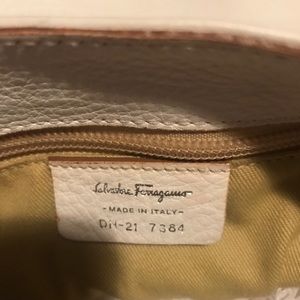 Salvatore Ferragamo
- MADE IN ITALY -
DH-21 7384